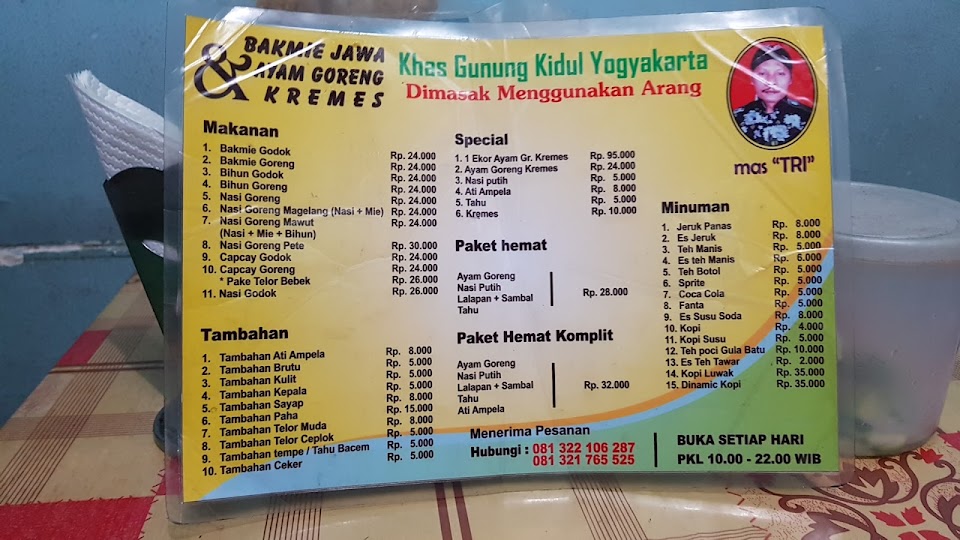 BAKMIE JAWA
& AYAM GORENG
KREMES
Khas Gunung Kidul Yogyakarta
Dimasak Menggunakan Arang
mas "TRI"
Makanan
1. Bakmie Godok Rp. 24.000
2. Bakmie Goreng Rp. 24.000
3. Bihun Godok Rp. 24.000
4. Bihun Goreng Rp. 24.000
5. Nasi Goreng Rp. 24.000
6. Nasi Goreng Magelang (Nasi + Mie) Rp. 24.000
7. Nasi Goreng Mawut Rp. 24.000
(Nasi + Mie + Bihun)
8. Nasi Goreng Pete Rp. 30.000
9. Capcay Godok Rp. 24.000
10. Capcay Goreng Rp. 24.000
* Pake Telor Bebek Rp. 26.000
11. Nasi Godok Rp. 26.000
Tambahan
1. Tambahan Ati Ampela Rp. 8.000
2. Tambahan Brutu Rp. 5.000
3. Tambahan Kulit Rp. 5.000
4. Tambahan Kepala Rp. 5.000
5. Tambahan Sayap Rp. 8.000
6. Tambahan Paha Rp. 15.000
7. Tambahan Telor Muda Rp. 8.000
8. Tambahan Telor Ceplok Rp. 5.000
9. Tambahan tempe / Tahu Bacem Rp. 5.000
10. Tambahan Ceker Rp. 5.000
Special
1. 1 Ekor Ayam Gr. Kremes Rp. 95.000
2. Ayam Goreng Kremes Rp. 24.000
3. Nasi putih Rp. 5.000
4. Ati Ampela Rp. 8.000
5. Tahu Rp. 5.000
6. Kremes Rp. 10.000
Paket hemat
Ayam Goreng
Nasi Putih
Lalapan + Sambal Rp. 28.000
Tahu
Paket Hemat Komplit
Ayam Goreng
Nasi Putih
Lalapan + Sambal Rp. 32.000
Tahu
Ati Ampela
Minuman
1. Jeruk Panas Rp. 8.000
2. Es Jeruk Rp. 8.000
3. Teh Manis Rp. 5.000
4. Es teh Manis Rp. 6.000
5. Teh Botol Rp. 5.000
6. Sprite Rp. 5.000
7. Coca Cola Rp. 5.000
8. Fanta Rp. 5.000
9. Es Susu Soda Rp. 8.000
10. Kopi Rp. 4.000
11. Kopi Susu Rp. 5.000
12. Teh poci Gula Batu Rp. 10.000
13. Es Teh Tawar Rp. 2.000
14. Kopi Luwak Rp. 35.000
15. Dinamic Kopi Rp. 35.000
Menerima Pesanan
Hubungi : 081 322 106 287
081 321 765 525
BUKA SETIAP HARI
PKL 10.00 - 22.00 WIB